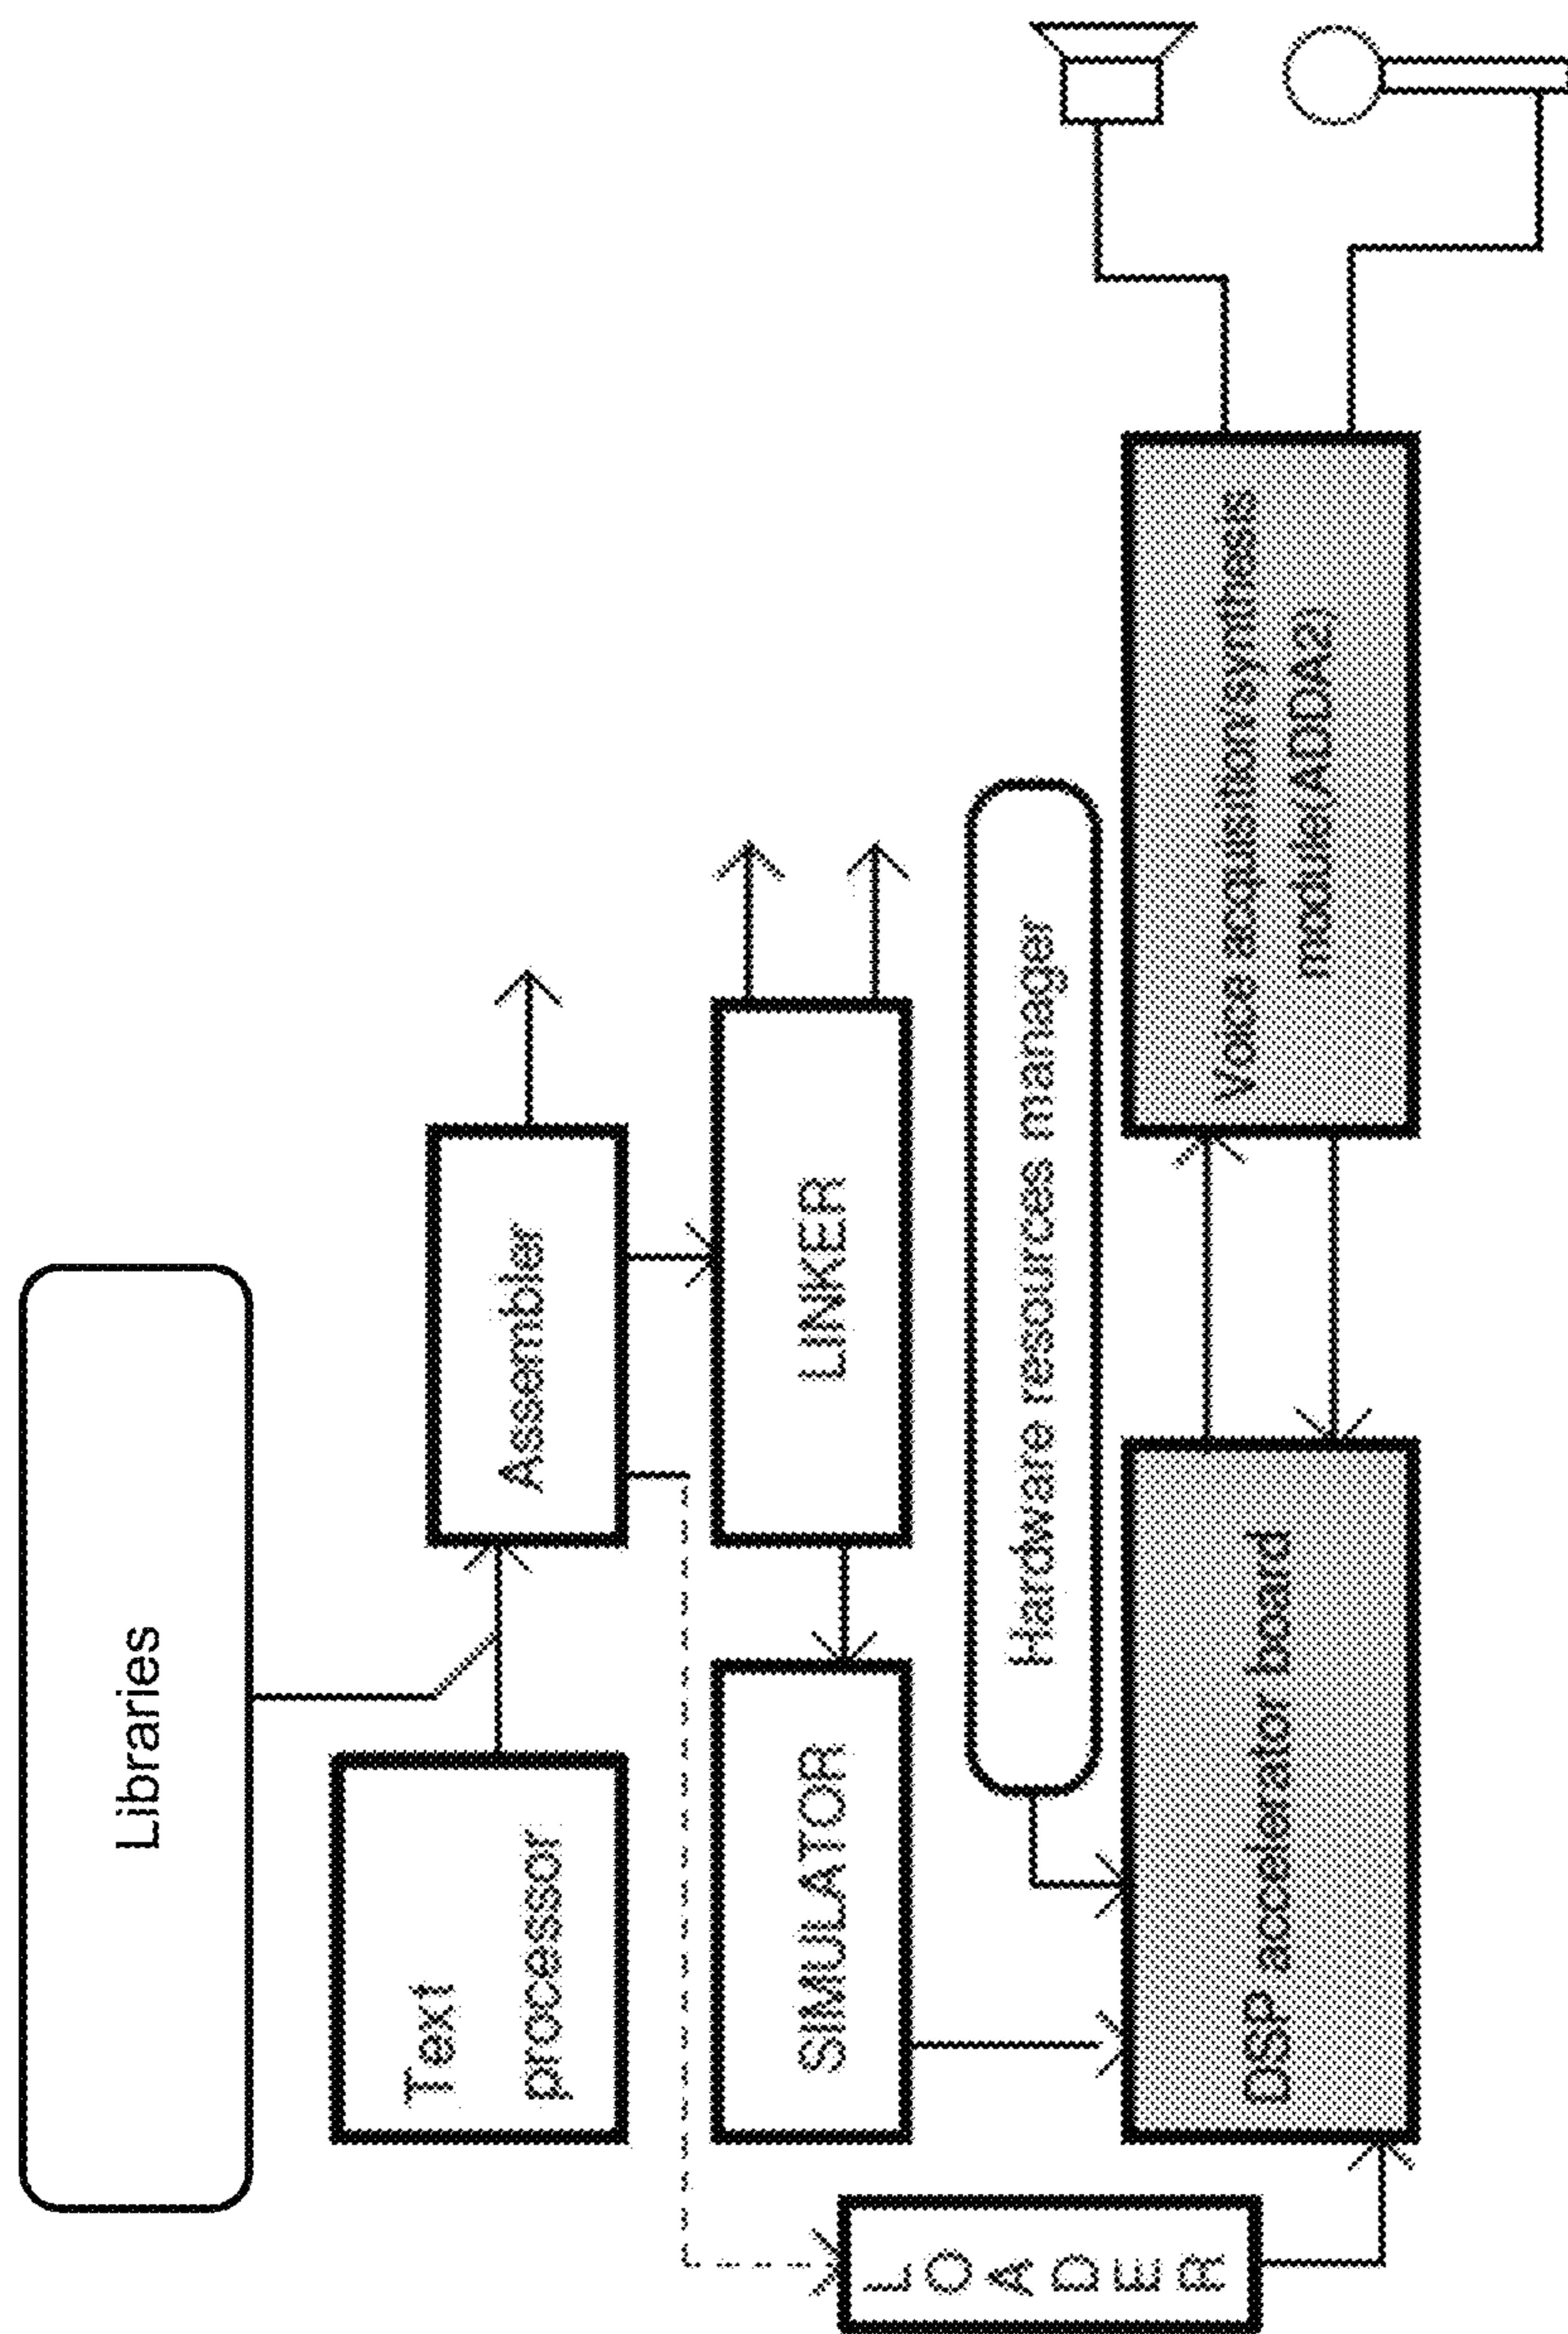 Libraries
Text
processor
Assembler
SIMULATOR
LINKER
Hardware resources manager
LOADER
DSP accelerator board
Voice acquisition synthesis
module(ADDA2)